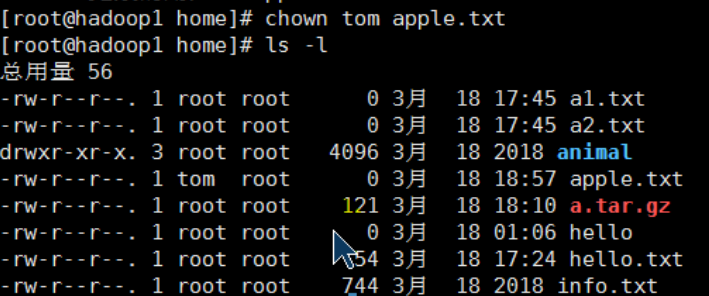 [root@hadoop1 home]# chown tom apple.txt
[root@hadoop1 home]# ls -l
总用量 56
-rw-r--r--. 1 root root 0 3月 18 17:45 a1.txt
-rw-r--r--. 1 root root 0 3月 18 17:45 a2.txt
drwxr-xr-x. 3 root root 4096 3月 18 2018 animal
-rw-r--r--. 1 tom root 0 3月 18 18:57 apple.txt
-rw-r--r--. 1 root root 121 3月 18 18:10 a.tar.gz
-rw-r--r--. 1 root root 0 3月 18 01:06 hello
-rw-r--r--. 1 root root 54 3月 18 17:24 hello.txt
-rw-r--r--. 1 root root 744 3月 18 2018 info.txt